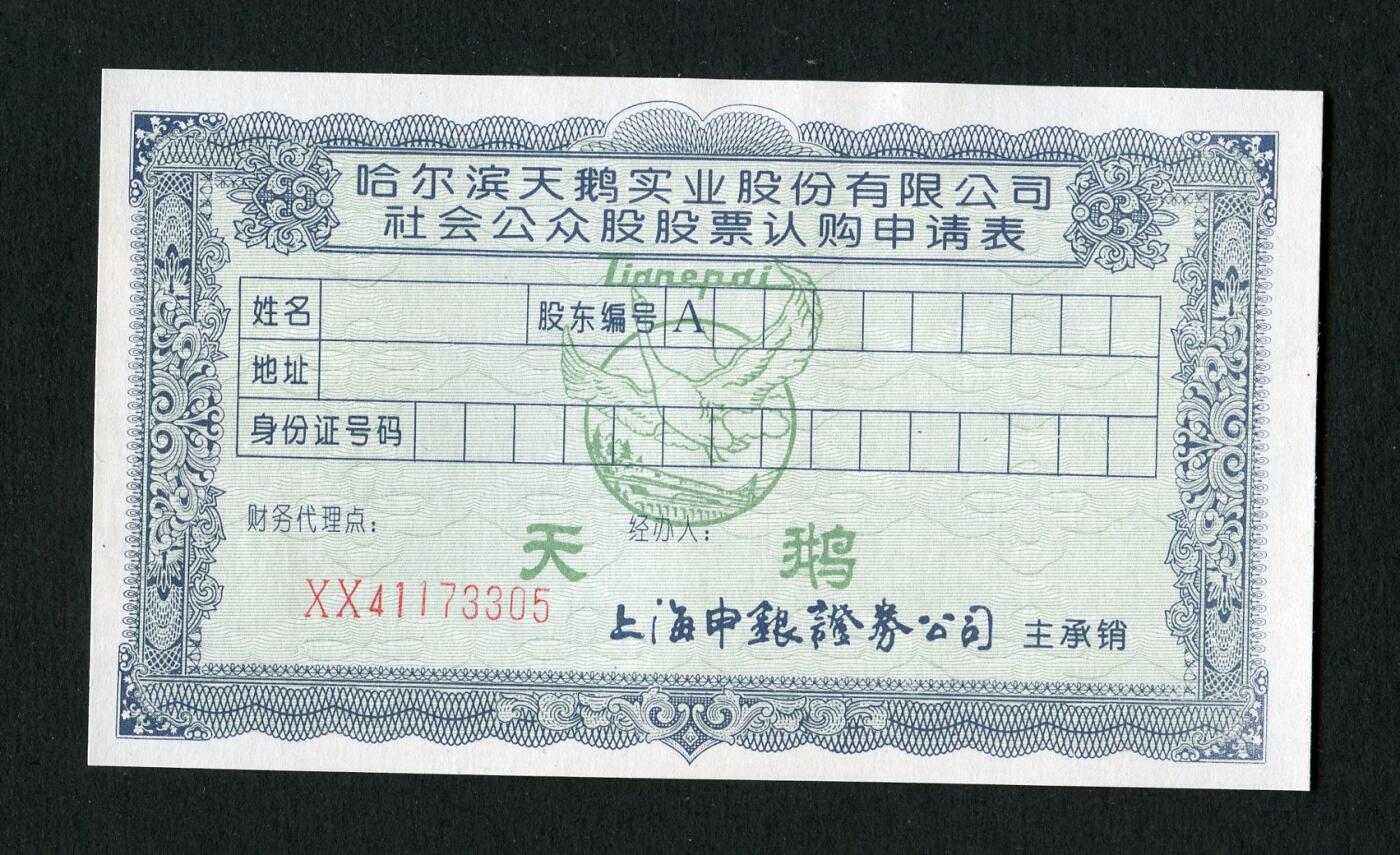 哈尔滨天鹅实业股份有限公司
社会公众股股票认购申请表
Tianepai
姓名 股东编号 A
地址
身份证号码
财务代理点： 经办人：
天鹅
XX41173305
上海申銀證券公司 主承销